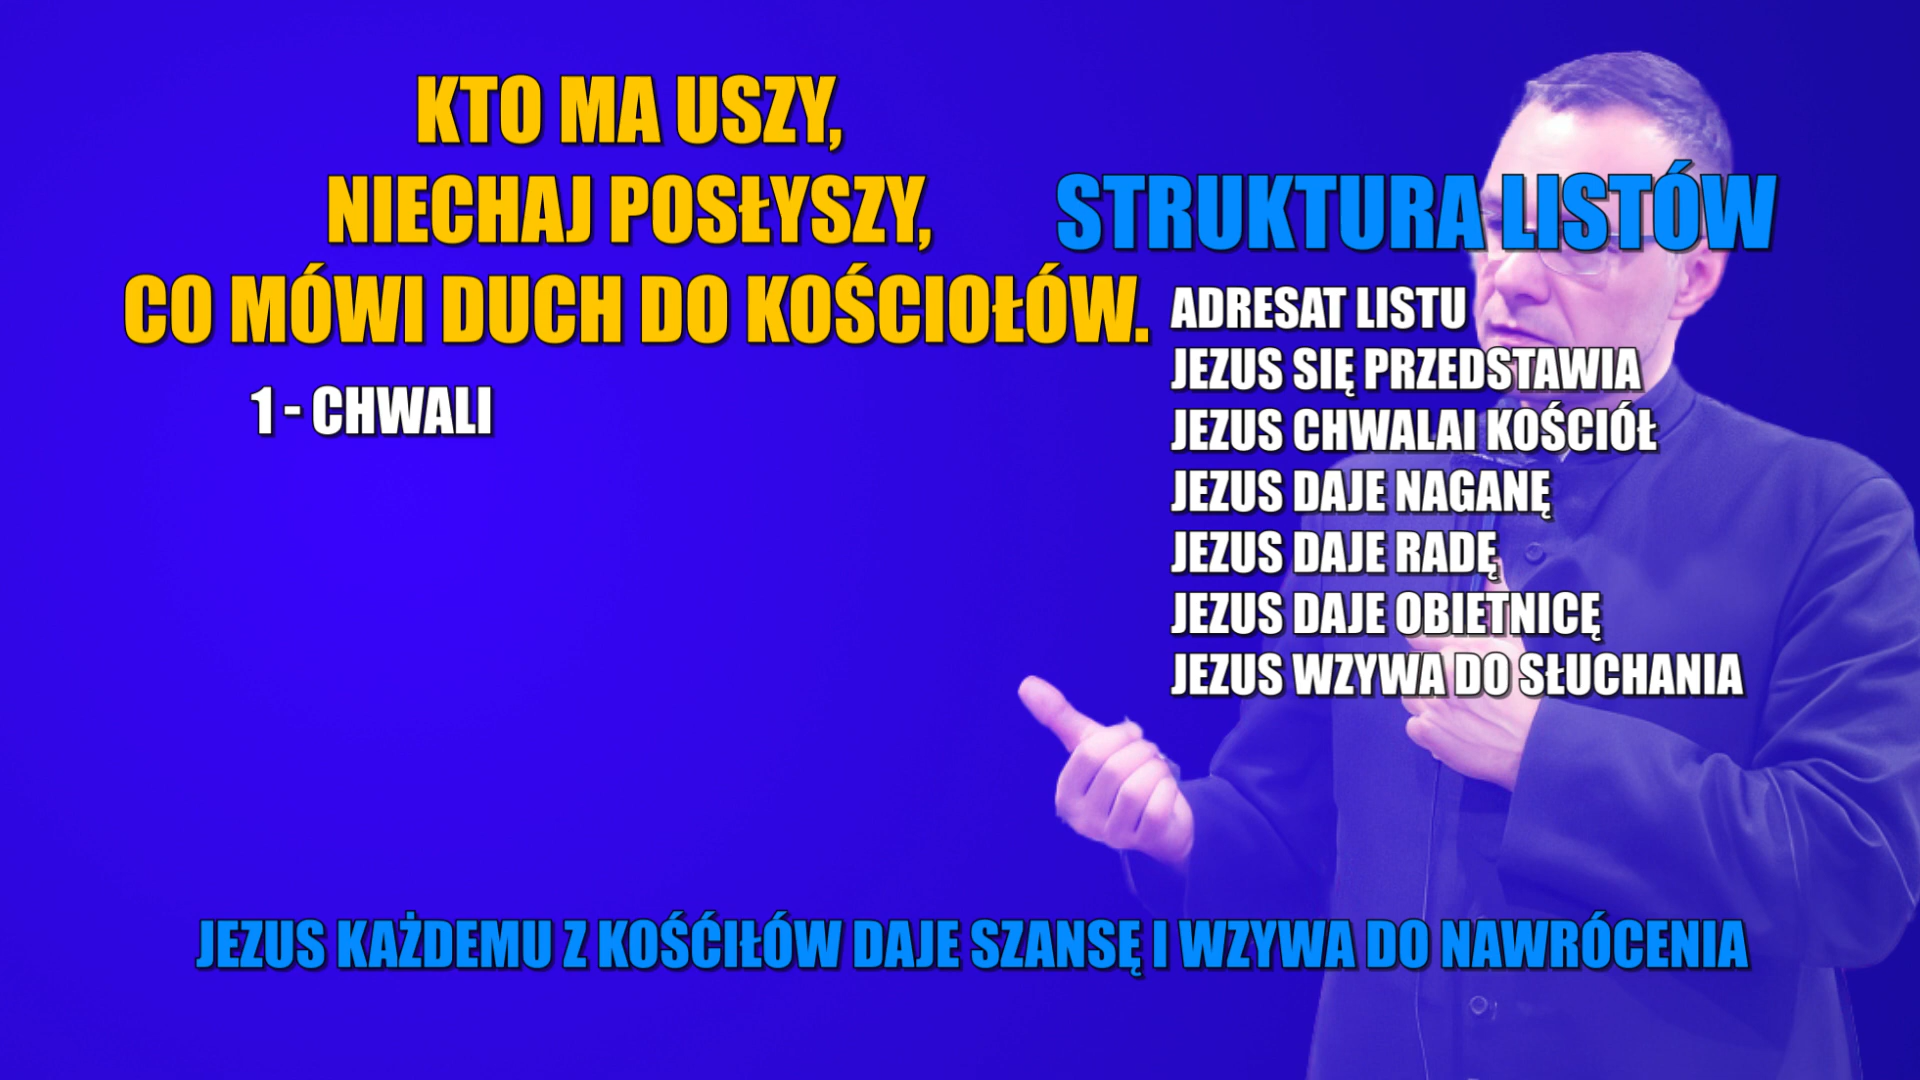 KTO MA USZY,
NIECHAJ POSŁYSZY,
CO MÓWI DUCH DO KOŚCIOŁÓW.
1 - CHWALI
STRUKTURA LISTÓW
ADRESAT LISTU
JEZUS SIĘ PRZEDSTAWIA
JEZUS CHWALAI KOŚCIÓŁ
JEZUS DAJE NAGANĘ
JEZUS DAJE RADĘ
JEZUS DAJE OBIETNICĘ
JEZUS WZYWA DO SŁUCHANIA
JEZUS KAŻDEMU Z KOŚĆIŁÓW DAJE SZANSĘ I WZYWA DO NAWRÓCENIA